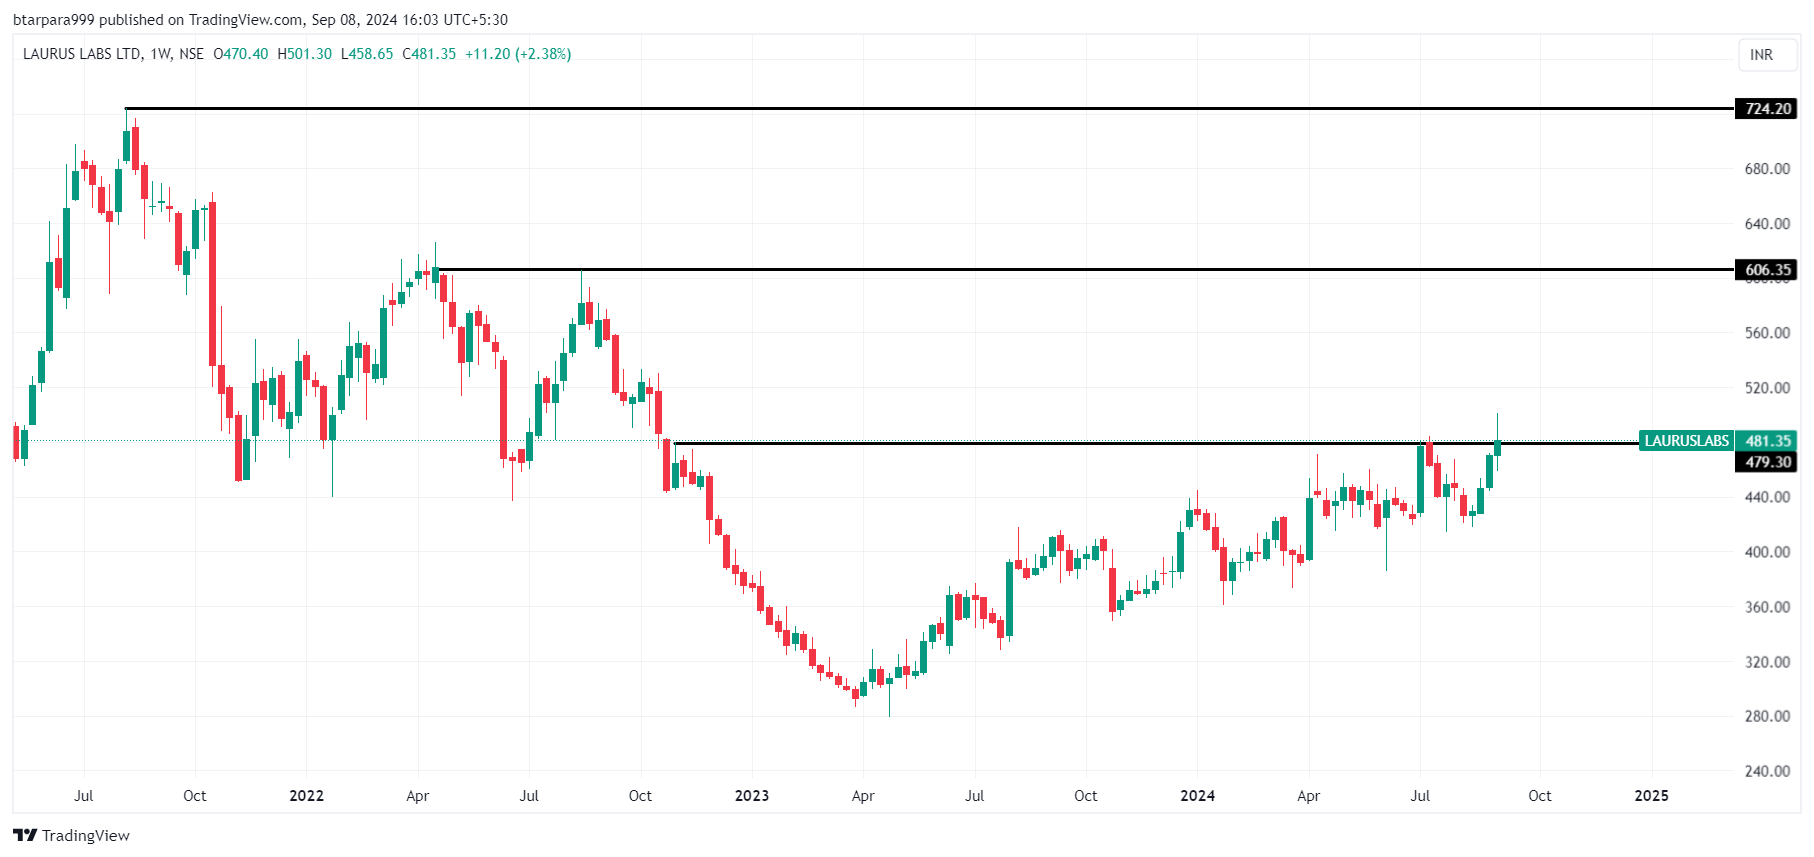 btarpara999 published on TradingView.com, Sep 08, 2024 16:03 UTC+5:30
LAURUS LABS LTD, 1W, NSE O470.40 H501.30 L458.65 C481.35 +11.20 (+2.38%)
INR
724.20
680.00
640.00
606.35
600.00
560.00
520.00
LAURUSLABS 481.35
479.30
440.00
400.00
360.00
320.00
280.00
240.00
Jul Oct 2022 Apr Jul Oct 2023 Apr Jul Oct 2024 Apr Jul Oct 2025
TradingView